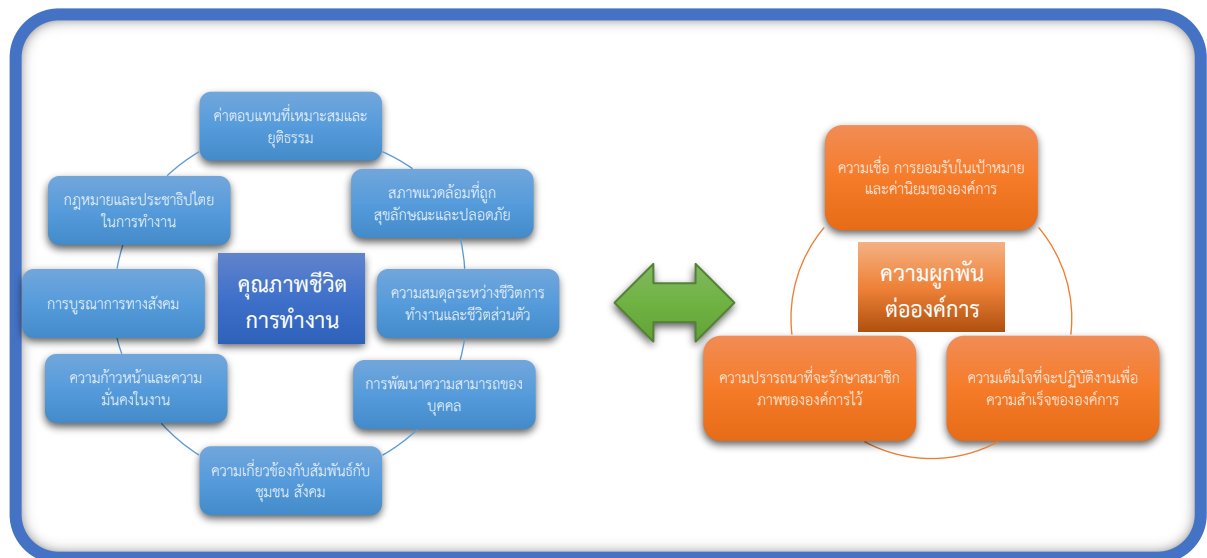 ค่าตอบแทนที่เหมาะสมและ
ยุติธรรม
สภาพแวดล้อมที่ถูก
สุขลักษณะและปลอดภัย
ความสมดุลระหว่างชีวิตการ
ทำงานและชีวิตส่วนตัว
การพัฒนาความสามารถของ
บุคคล
ความเกี่ยวข้องกับสัมพันธ์กับ
ชุมชน สังคม
ความก้าวหน้าและความ
มั่นคงในงาน
การบูรณาการทางสังคม
กฎหมายและประชาธิปไตย
ในการทำงาน
คุณภาพชีวิต
การทำงาน
ความเชื่อ การยอมรับในเป้าหมาย
และค่านิยมขององค์การ
ความผูกพัน
ต่อองค์การ
ความปรารถนาที่จะรักษาสมาชิก
ภาพขององค์การไว้
ความเต็มใจที่จะปฏิบัติงานเพื่อ
ความสำเร็จขององค์การ